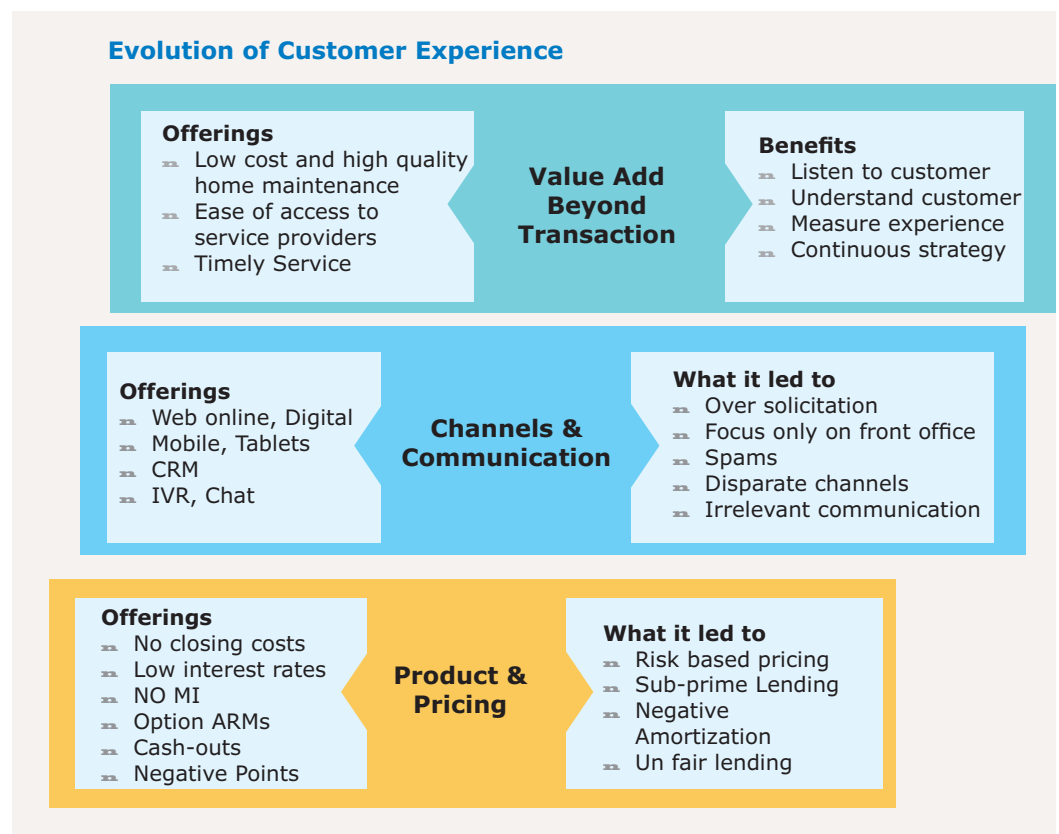 Evolution of Customer Experience
Offerings
n Low cost and high quality
home maintenance
n Ease of access to
service providers
n Timely Service
Value Add
Beyond
Transaction
Benefits
n Listen to customer
n Understand customer
n Measure experience
n Continuous strategy
Offerings
n Web online, Digital
n Mobile, Tablets
n CRM
n IVR, Chat
Channels &
Communication
What it led to
n Over solicitation
n Focus only on front office
n Spams
n Disparate channels
n Irrelevant communication
Offerings
n No closing costs
n Low interest rates
n NO MI
n Option ARMs
n Cash-outs
n Negative Points
Product &
Pricing
What it led to
n Risk based pricing
n Sub-prime Lending
n Negative
Amortization
n Un fair lending